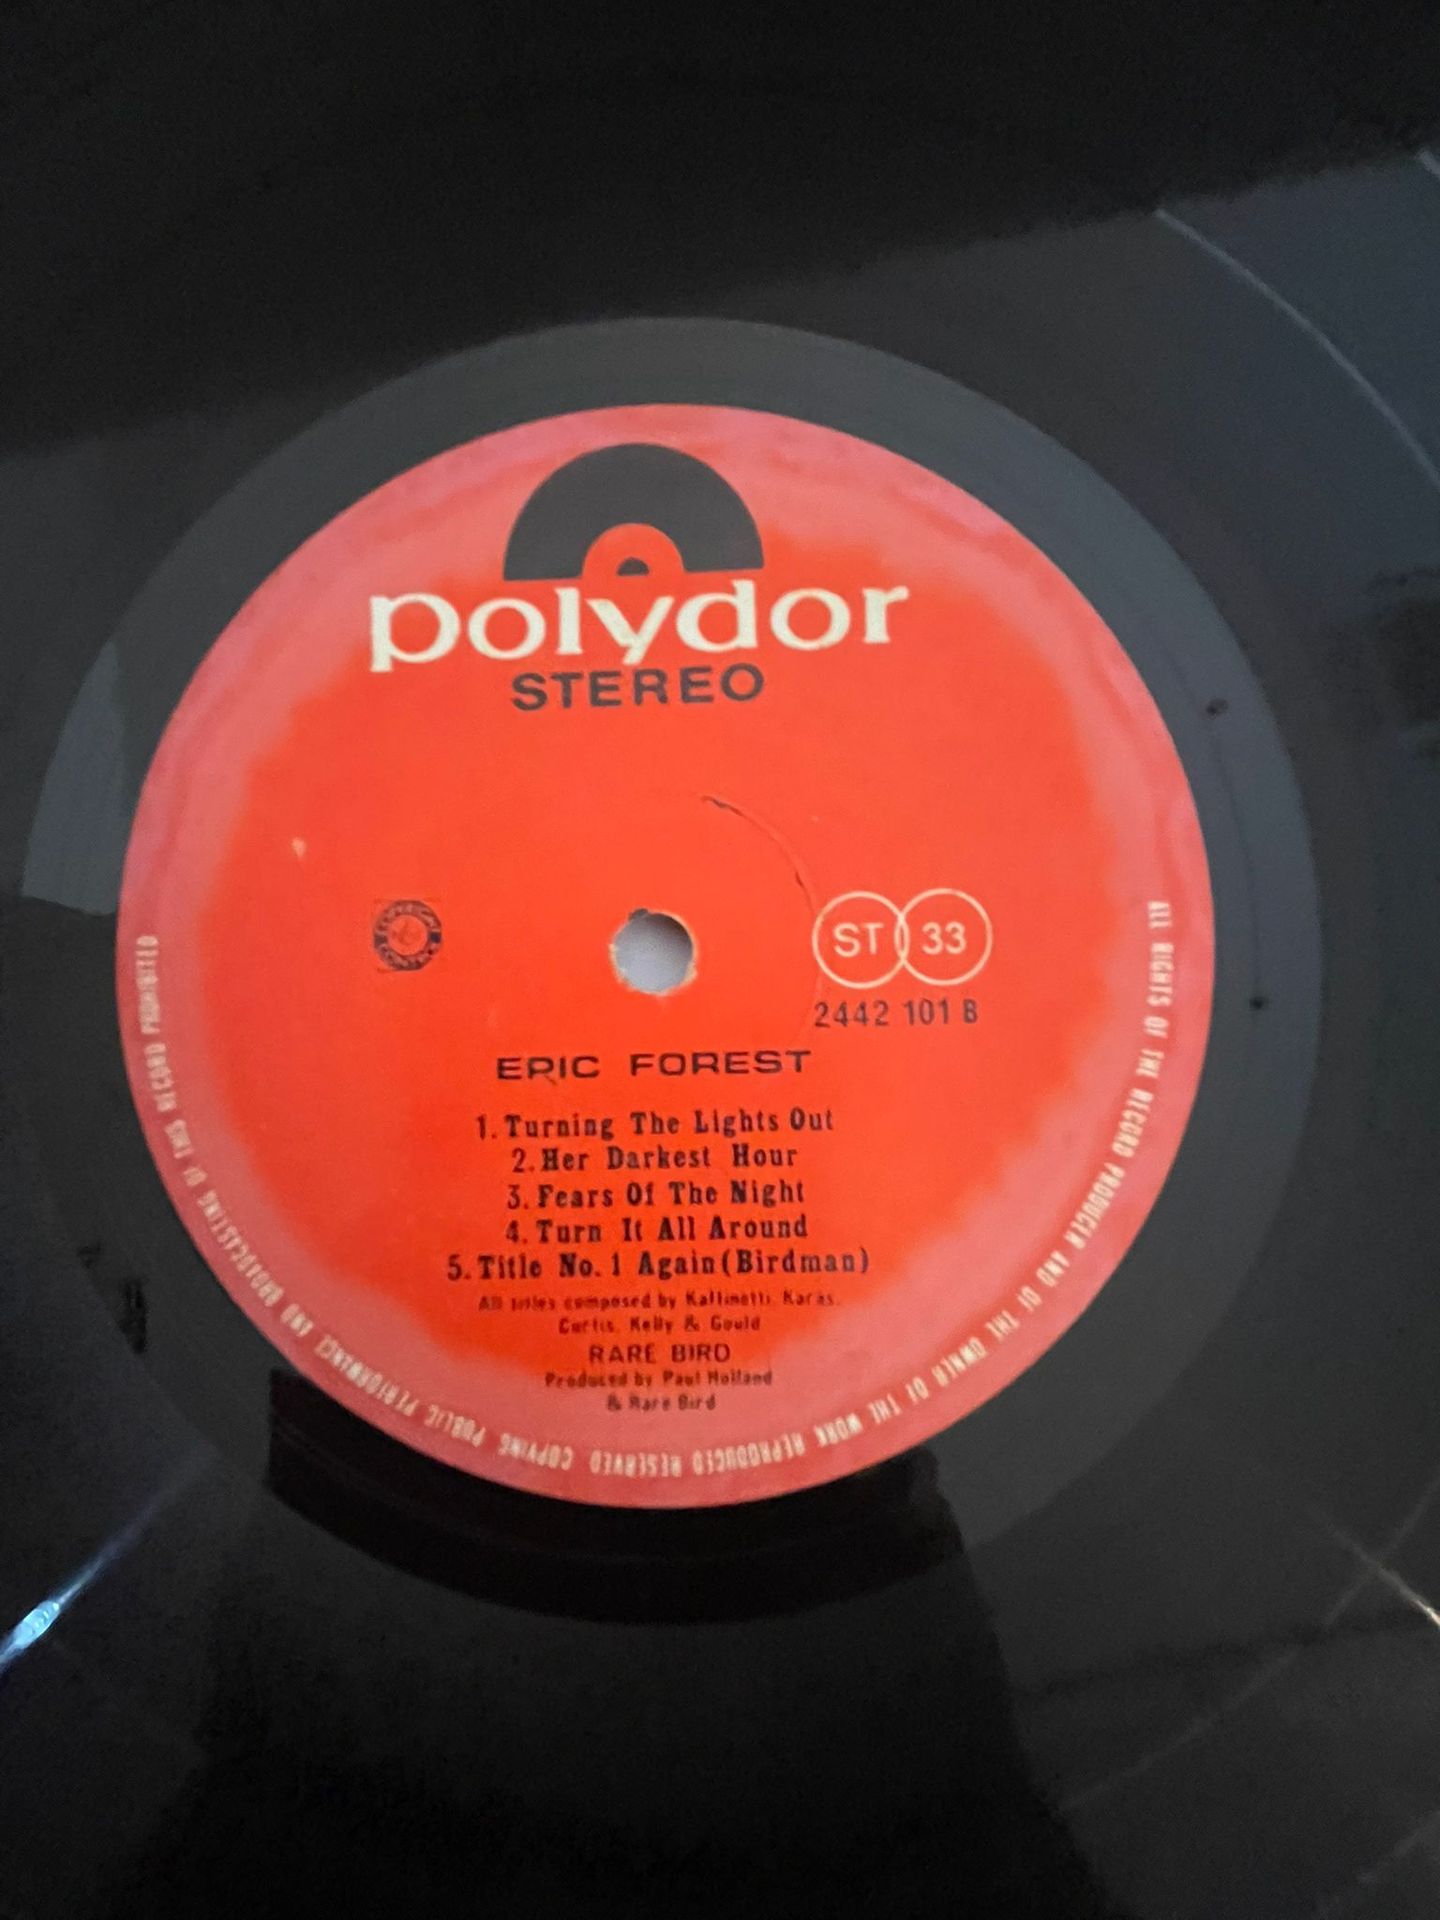 polydor
STEREO
ST 33
2442 101 B
EPIC FOREST
1. Turning The Lights Out
2. Her Darkest Hour
3. Fears Of The Night
4. Turn It All Around
5. Title No. 1 Again (Birdman)
All titles composed by Kaffinetti, Karas,
Curtis, Kelly & Gould
RARE BIRD
Produced by Paul Holland
& Rare Bird
ALL RIGHTS OF THE RECORD PRODUCER AND OF THE OWNER OF THE WORK REPRODUCED RESERVED COPYING PUBLIC PERFORMANCE AND BROADCASTING OF THIS RECORD PROHIBITED